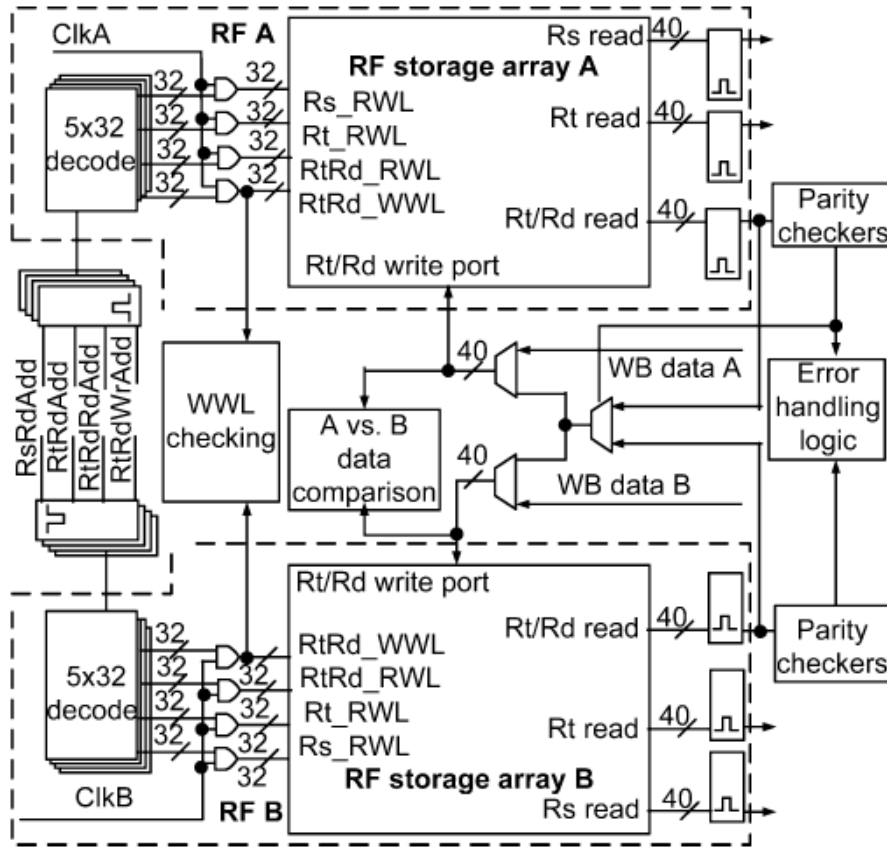 ClkA
RF A
5x32
decode
32
32
32
32
32
32
32
32
Rs_RWL
Rt_RWL
RtRd_RWL
RtRd_WWL
RF storage array A
Rt/Rd write port
Rs read
40
Rt read
40
Rt/Rd read
40
Parity
checkers
RsRdAdd
RtRdAdd
RtRdRdAdd
RtRdWrAdd
WWL
checking
A vs. B
data
comparison
40
40
WB data A
WB data B
Error
handling
logic
Rt/Rd write port
5x32
decode
32
32
32
32
32
32
32
32
RtRd_WWL
RtRd_RWL
Rt_RWL
Rs_RWL
Rt/Rd read
40
Rt read
40
Rs read
40
Parity
checkers
RF storage array B
ClkB
RF B